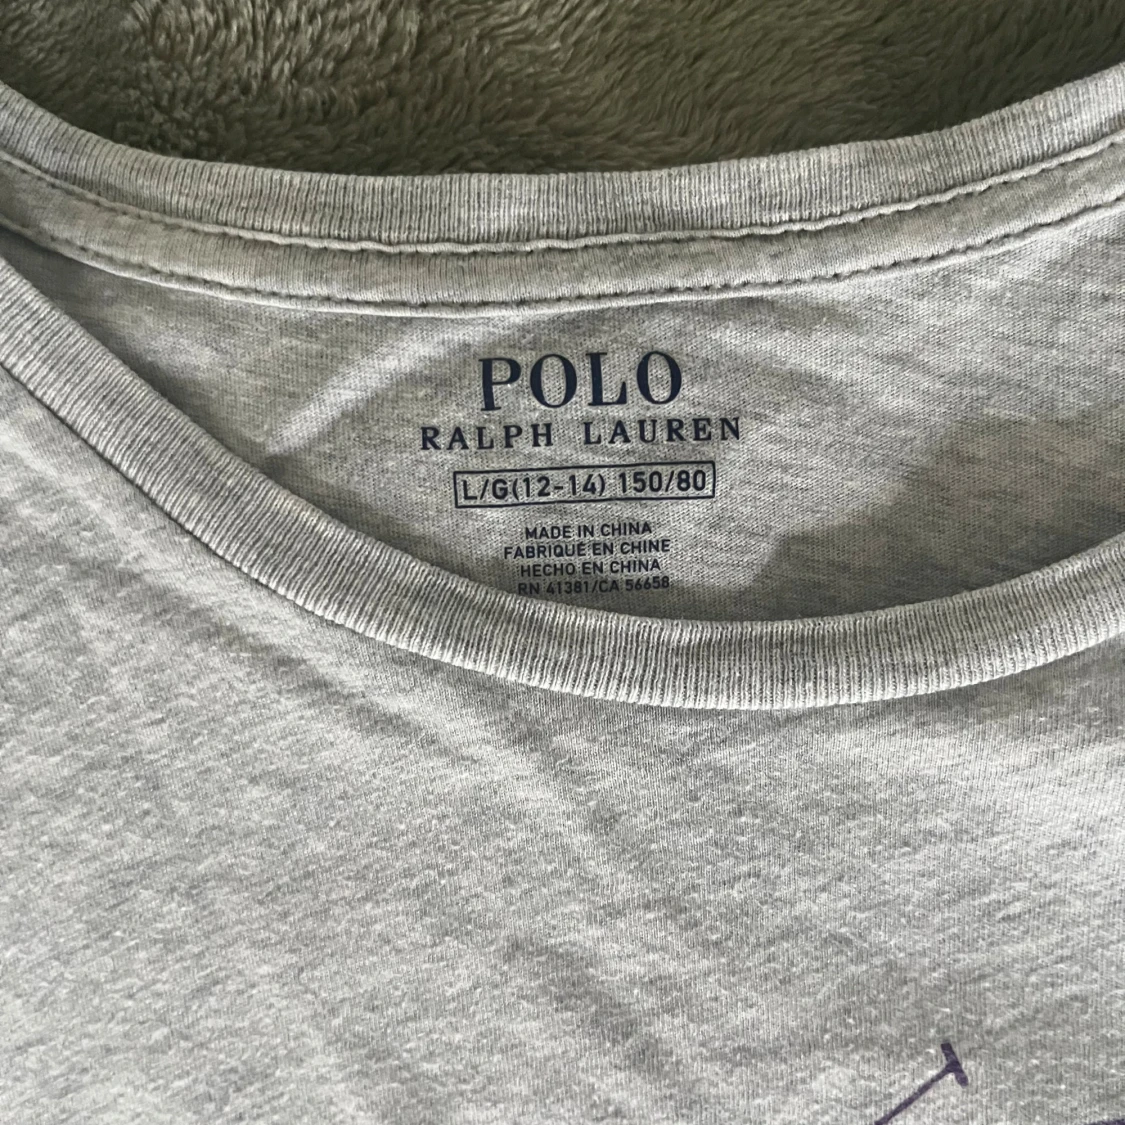 POLO
RALPH LAUREN
L/G(12-14) 150/80
MADE IN CHINA
FABRIQUÉ EN CHINE
HECHO EN CHINA
RN 41381/CA 56658